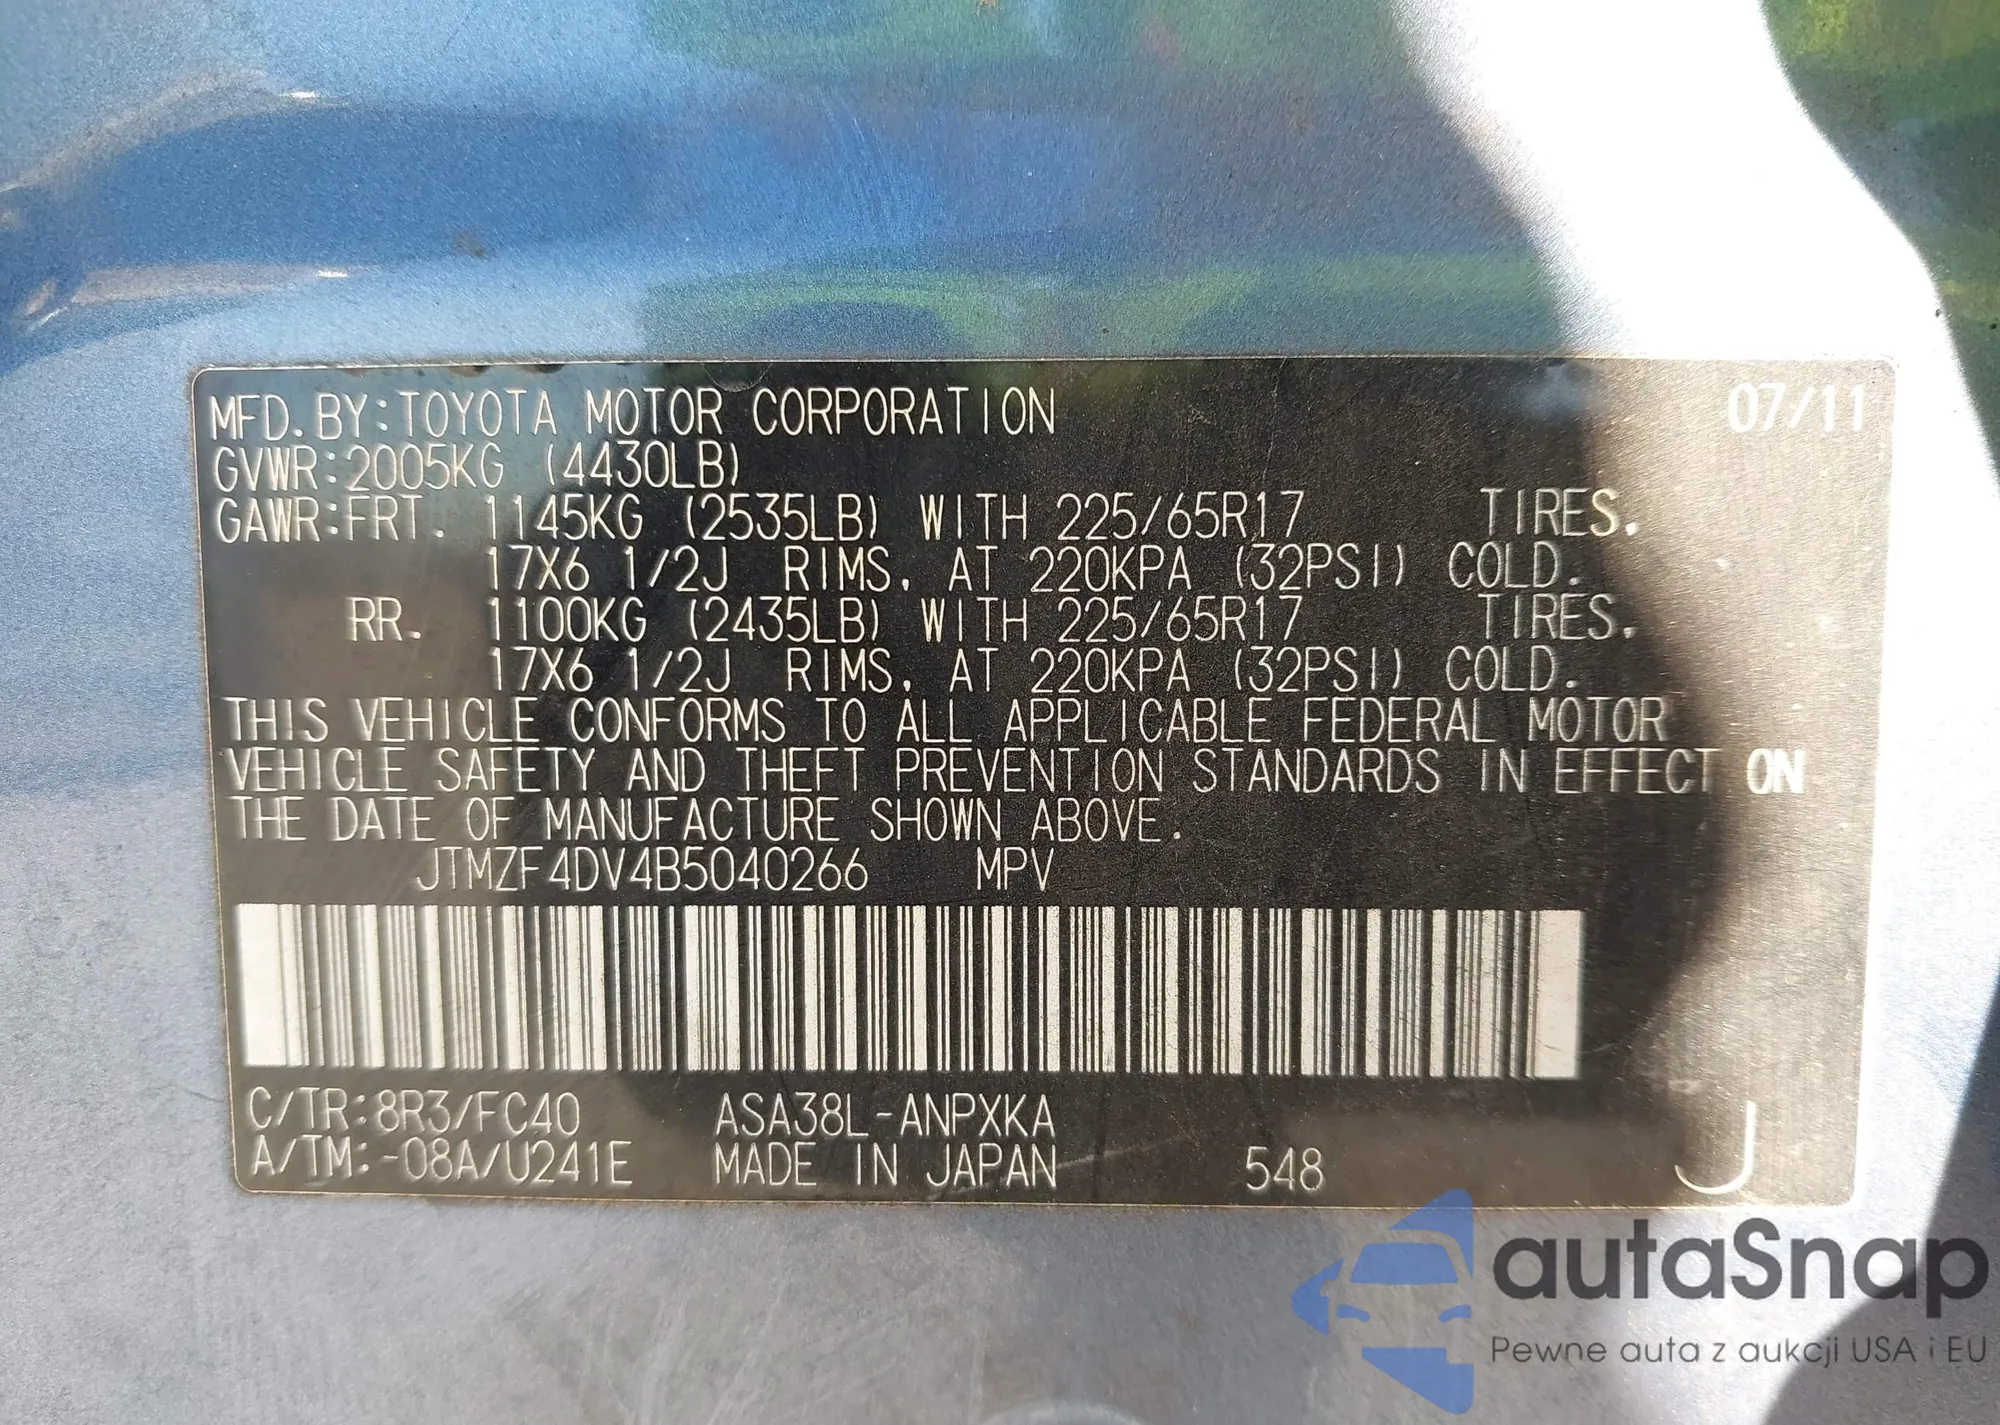 MFD. BY: TOYOTA MOTOR CORPORATION 07/11
GVWR: 2005KG (4430LB)
GAWR: FRT. 1145KG (2535LB) WITH 225/65R17 TIRES.
17X6 1/2J RIMS, AT 220KPA (32PSI) COLD.
RR. 1100KG (2435LB) WITH 225/65R17 TIRES.
17X6 1/2J RIMS, AT 220KPA (32PSI) COLD.
THIS VEHICLE CONFORMS TO ALL APPLICABLE FEDERAL MOTOR
VEHICLE SAFETY AND THEFT PREVENTION STANDARDS IN EFFECT ON
THE DATE OF MANUFACTURE SHOWN ABOVE.
JTMZF4DV4B5040266 MPV
C/TR: 8R3/FC40 ASA38L-ANPXKA
A/TM: -08A/U241E MADE IN JAPAN 548 J
autaSnap
Pewne auta z aukcji USA i EU